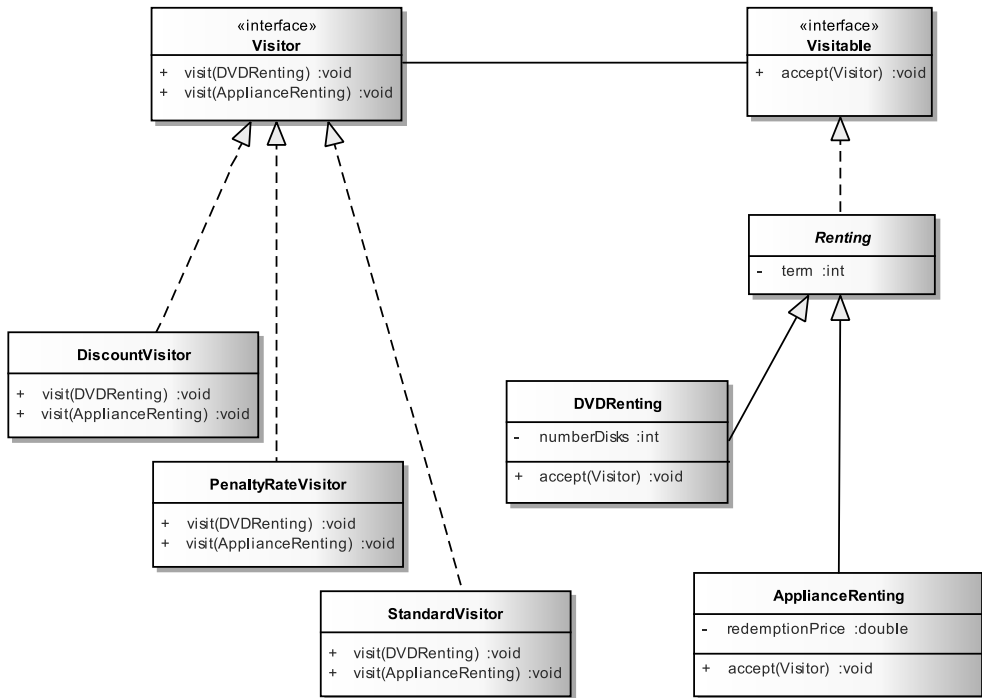 «interface»
Visitor
+ visit(DVDRenting) :void
+ visit(ApplianceRenting) :void
«interface»
Visitable
+ accept(Visitor) :void
Renting
- term :int
DiscountVisitor
+ visit(DVDRenting) :void
+ visit(ApplianceRenting) :void
DVDRenting
- numberDisks :int
+ accept(Visitor) :void
PenaltyRateVisitor
+ visit(DVDRenting) :void
+ visit(ApplianceRenting) :void
StandardVisitor
+ visit(DVDRenting) :void
+ visit(ApplianceRenting) :void
ApplianceRenting
- redemptionPrice :double
+ accept(Visitor) :void